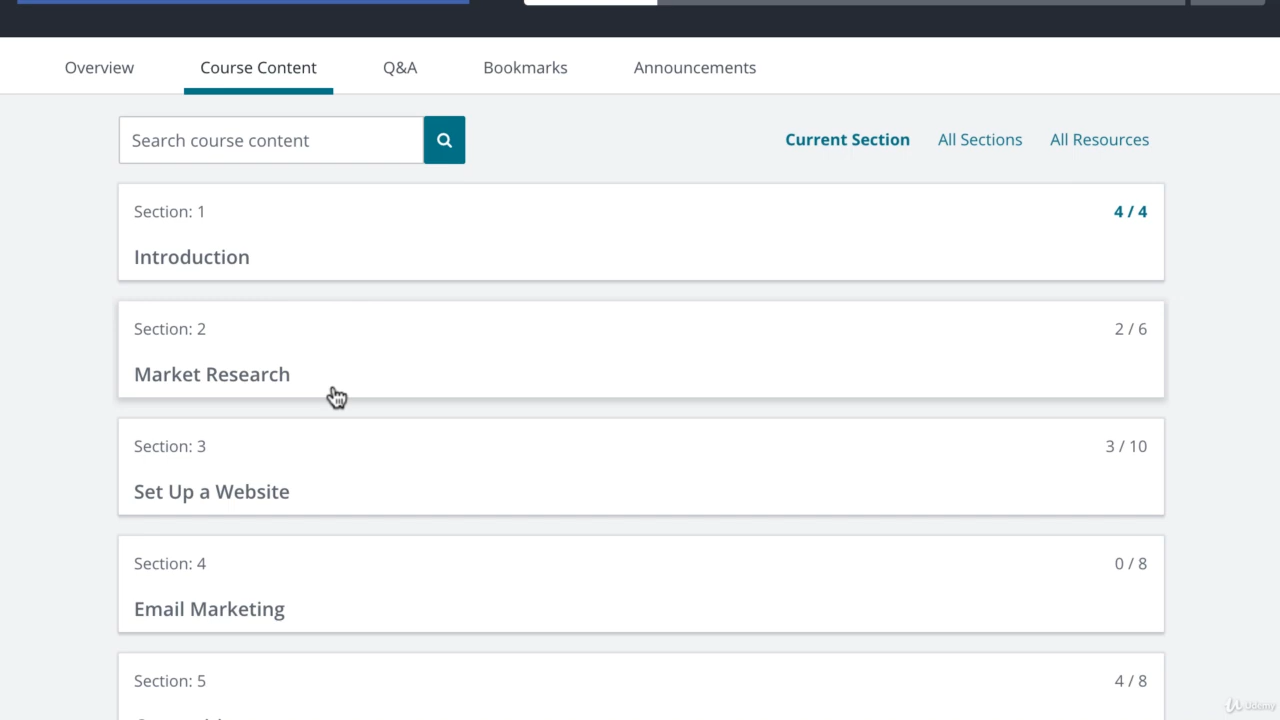 Overview Course Content Q&A Bookmarks Announcements
Search course content Current Section All Sections All Resources
Section: 1 4 / 4
Introduction
Section: 2 2 / 6
Market Research
Section: 3 3 / 10
Set Up a Website
Section: 4 0 / 8
Email Marketing
Section: 5 4 / 8
Udemy